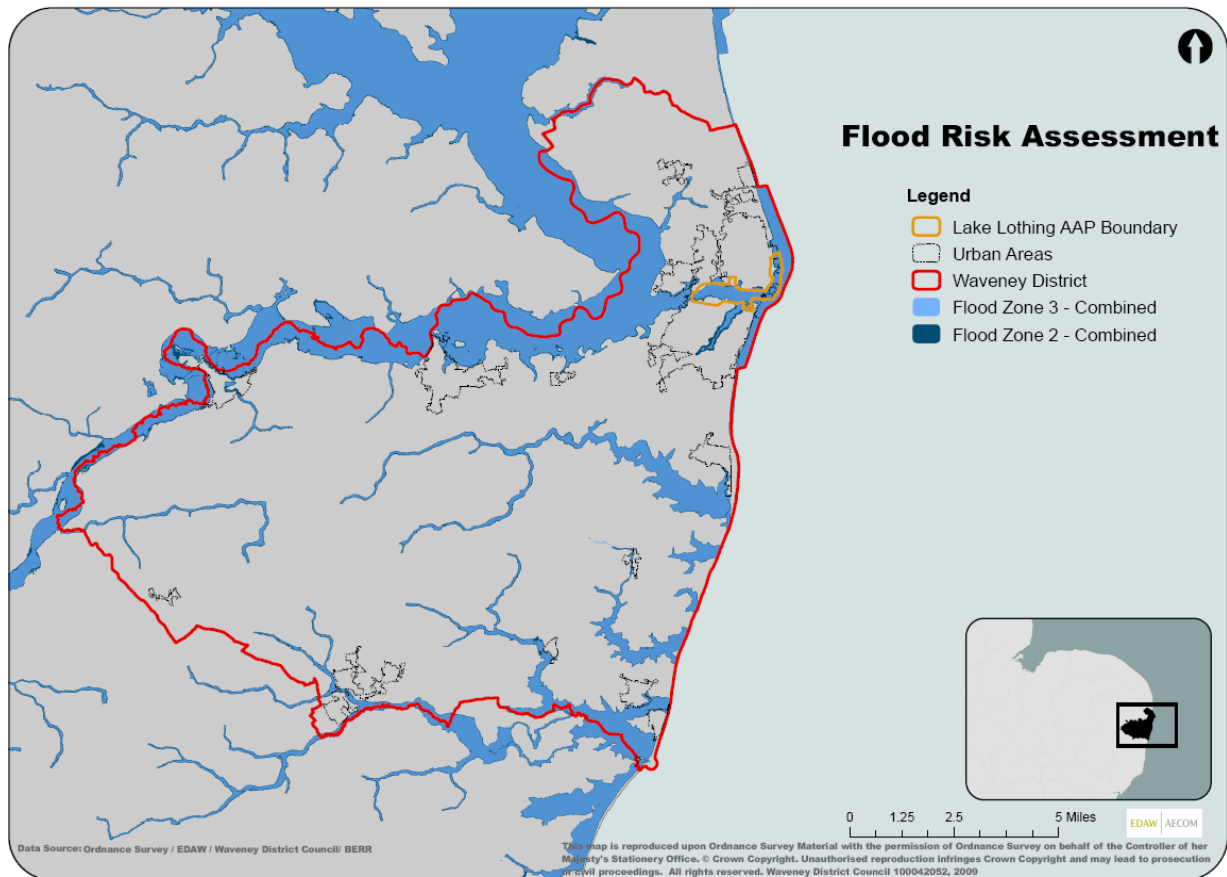 Flood Risk Assessment
Legend
Lake Lothing AAP Boundary
Urban Areas
Waveney District
Flood Zone 3 - Combined
Flood Zone 2 - Combined
0 1.25 2.5 5 Miles
EDAW AECOM
Data Source: Ordnance Survey / EDAW / Waveney District Council/ BERR
This map is reproduced upon Ordnance Survey Material with the permission of Ordnance Survey on behalf of the Controller of her
Majesty's Stationery Office. © Crown Copyright. Unauthorised reproduction infringes Crown Copyright and may lead to prosecution
or civil proceedings. All rights reserved. Waveney District Council 100042052, 2009